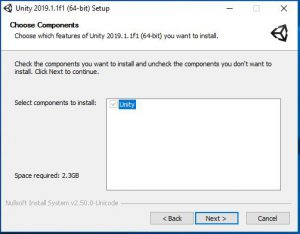 Unity 2019.1.1f1 (64-bit) Setup
Choose Components
Choose which features of Unity 2019.1.1f1 (64-bit) you want to install.
Check the components you want to install and uncheck the components you don't want to
install. Click Next to continue.
Select components to install:
Unity
Space required: 2.3GB
Nullsoft Install System v2.50.0-Unicode
< Back
Next >
Cancel